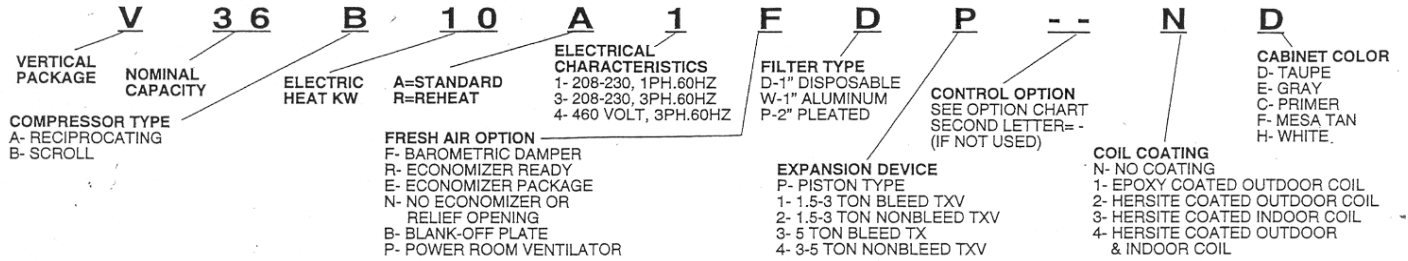 V 36 B 10 A 1 F D P -- N D
VERTICAL
PACKAGE
NOMINAL
CAPACITY
COMPRESSOR TYPE
A- RECIPROCATING
B- SCROLL
ELECTRIC
HEAT KW
A=STANDARD
R=REHEAT
ELECTRICAL
CHARACTERISTICS
1- 208-230, 1PH.60HZ
3- 208-230, 3PH.60HZ
4- 460 VOLT, 3PH.60HZ
FRESH AIR OPTION
F- BAROMETRIC DAMPER
R- ECONOMIZER READY
E- ECONOMIZER PACKAGE
N- NO ECONOMIZER OR
RELIEF OPENING
B- BLANK-OFF PLATE
P- POWER ROOM VENTILATOR
FILTER TYPE
D-1" DISPOSABLE
W-1" ALUMINUM
P-2" PLEATED
EXPANSION DEVICE
P- PISTON TYPE
1- 1.5-3 TON BLEED TXV
2- 1.5-3 TON NONBLEED TXV
3- 5 TON BLEED TX
4- 3-5 TON NONBLEED TXV
CONTROL OPTION
SEE OPTION CHART
SECOND LETTER= -
(IF NOT USED)
COIL COATING
N- NO COATING
1- EPOXY COATED OUTDOOR COIL
2- HERSITE COATED OUTDOOR COIL
3- HERSITE COATED INDOOR COIL
4- HERSITE COATED OUTDOOR
& INDOOR COIL
CABINET COLOR
D- TAUPE
E- GRAY
C- PRIMER
F- MESA TAN
H- WHITE